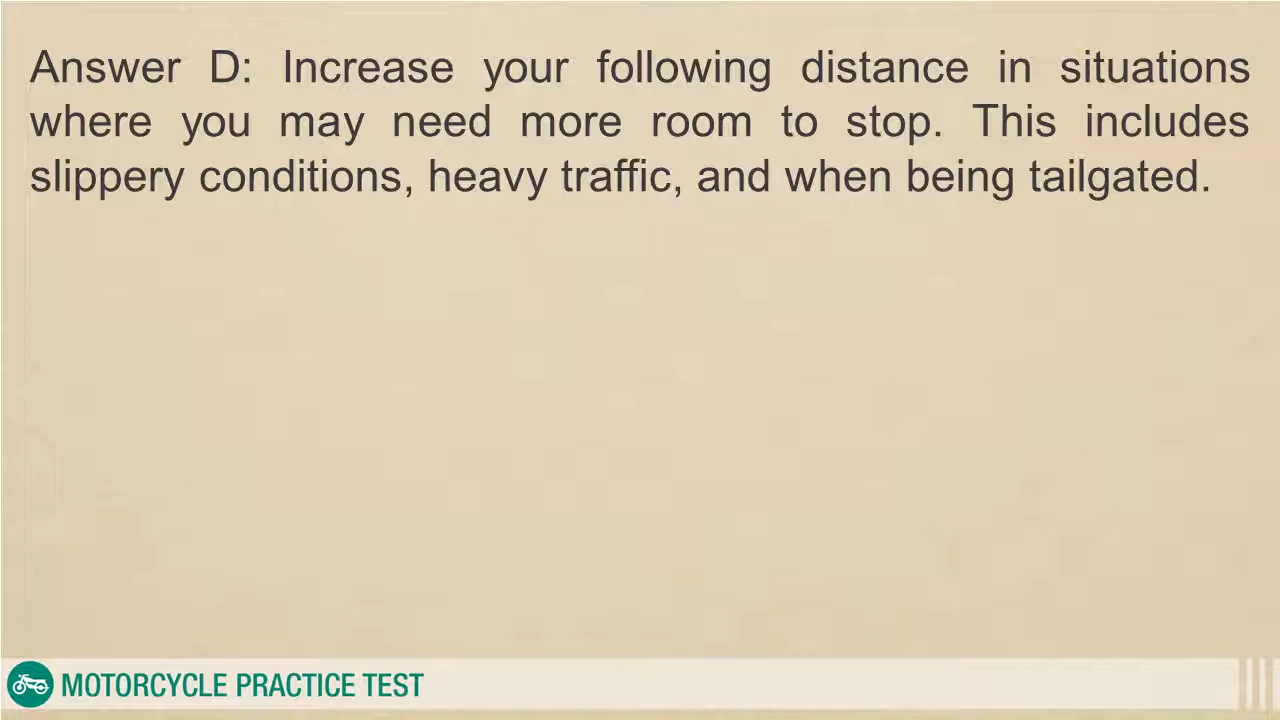 Answer D: Increase your following distance in situations
where you may need more room to stop. This includes
slippery conditions, heavy traffic, and when being tailgated.
MOTORCYCLE PRACTICE TEST